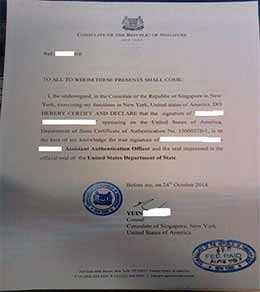 CONSULATE OF THE REPUBLIC OF SINGAPORE
NEW YORK
Ref:
TO ALL TO WHOM THESE PRESENTS SHALL COME:
I, the undersigned, in the Consulate of the Republic of Singapore in New
York, exercising my functions in New York, United States of America, DO
HEREBY CERTIFY AND DECLARE that the signature of
appearing on the United States of America,
Department of State Certificate of Authentication No. is to
the best of my knowledge the true signature of
Assistant Authentication Officer and the seal impressed is the
official seal of the United States Department of State.
Before me, on 24th October 2014.
Consul
Consulate of Singapore, New York
United States of America
FEE PAID